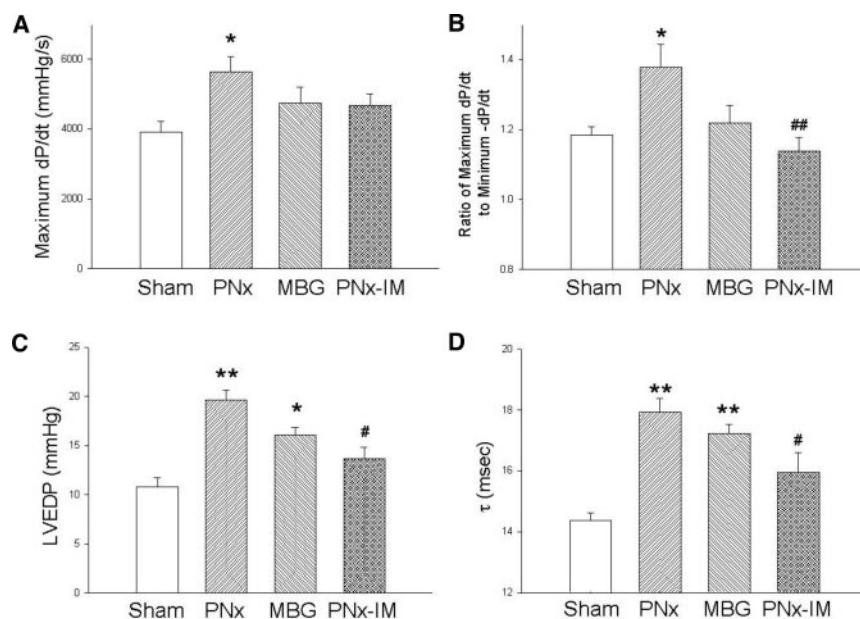 A
Maximum dP/dt (mmHg/s)
6000
4000
2000
0
*
Sham PNx MBG PNx-IM
B
Ratio of Maximum dP/dt
to Minimum -dP/dt
1.4
1.2
1.0
0.8
*
##
Sham PNx MBG PNx-IM
C
LVEDP (mmHg)
25
20
15
10
5
0
**
*
#
Sham PNx MBG PNx-IM
D
τ (msec)
20
18
16
14
12
**
**
#
Sham PNx MBG PNx-IM